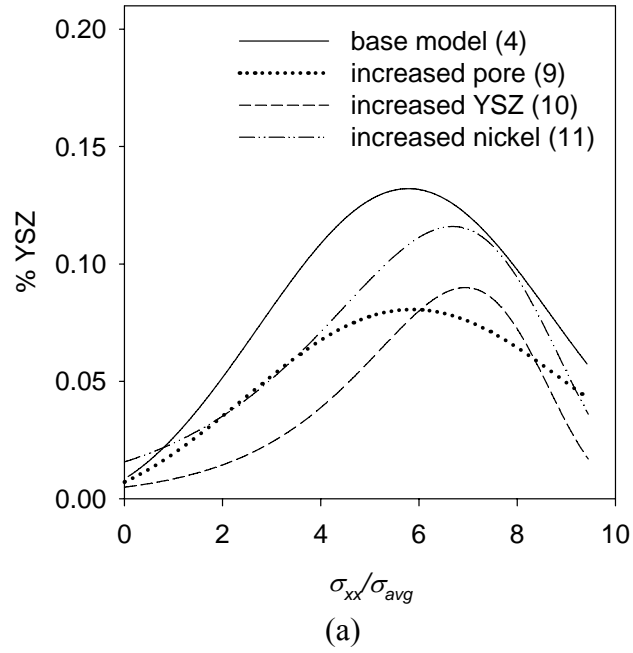 0.20
base model (4)
increased pore (9)
increased YSZ (10)
increased nickel (11)
0.15
% YSZ
0.10
0.05
0.00
0 2 4 6 8 10
σxx/σavg
(a)